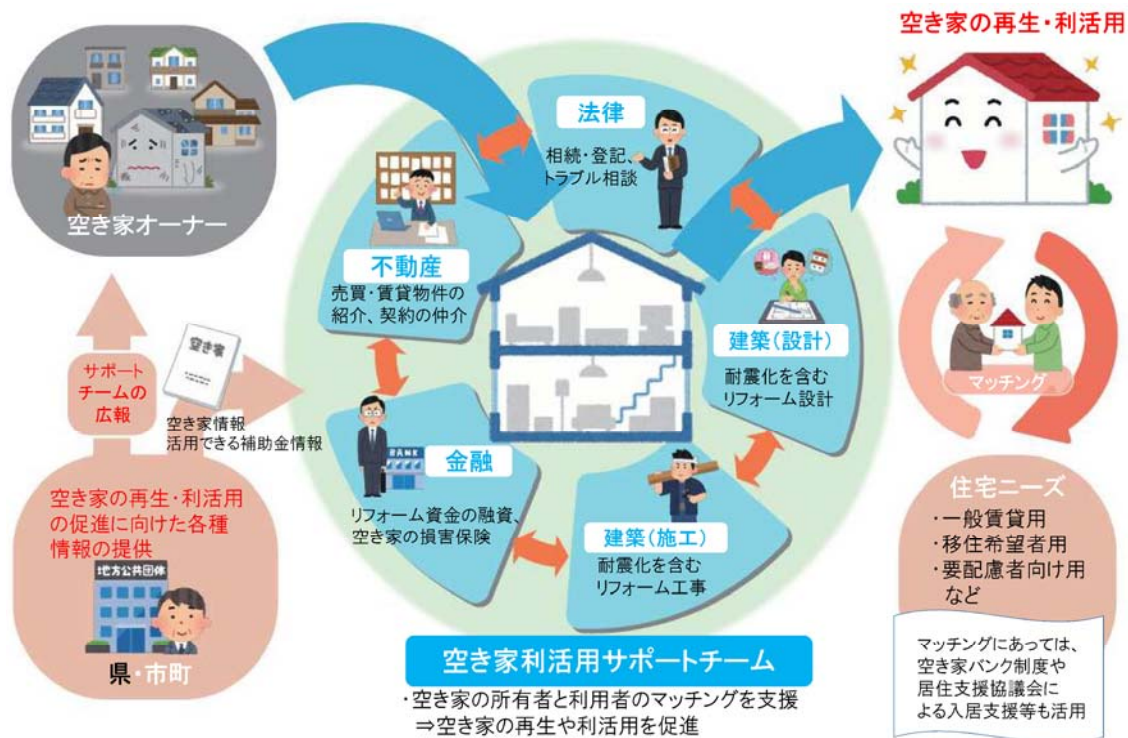 空き家オーナー
サポート
チームの
広報
空き家
空き家情報
活用できる補助金情報
空き家の再生・利活用
の促進に向けた各種
情報の提供
地方公共団体
県・市町
法律
相続・登記、
トラブル相談
不動産
売買・賃貸物件の
紹介、契約の仲介
建築(設計)
耐震化を含む
リフォーム設計
BANK
金融
リフォーム資金の融資、
空き家の損害保険
建築(施工)
耐震化を含む
リフォーム工事
空き家利活用サポートチーム
・空き家の所有者と利用者のマッチングを支援
⇒空き家の再生や利活用を促進
空き家の再生・利活用
マッチング
住宅ニーズ
・一般賃貸用
・移住希望者用
・要配慮者向け用
など
マッチングにあっては、
空き家バンク制度や
居住支援協議会に
よる入居支援等も活用